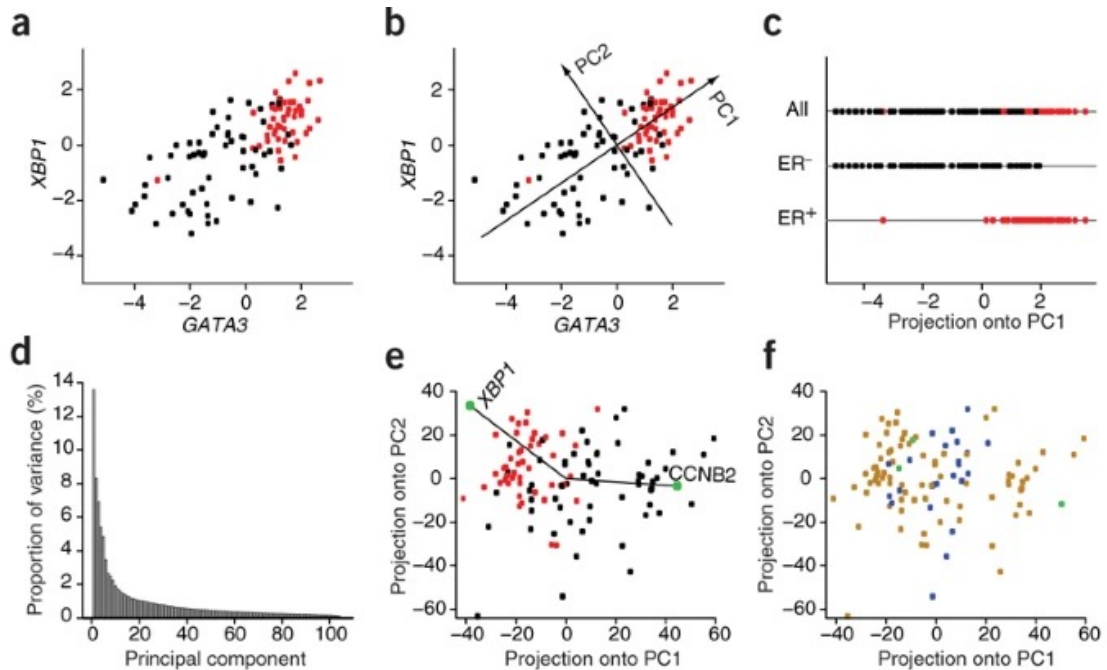 a
XBP1
2
0
−2
−4
−4
−2
0
2
GATA3
b
PC2
PC1
XBP1
2
0
−2
−4
−4
−2
0
2
GATA3
c
All
ER−
ER+
−4
−2
0
2
Projection onto PC1
d
Proportion of variance (%)
14
12
10
8
6
4
2
0
0
20
40
60
80
100
Principal component
e
XBP1
CCNB2
Projection onto PC2
40
20
0
−20
−40
−60
−40
−20
0
20
40
60
Projection onto PC1
f
Projection onto PC2
40
20
0
−20
−40
−60
−40
−20
0
20
40
60
Projection onto PC1